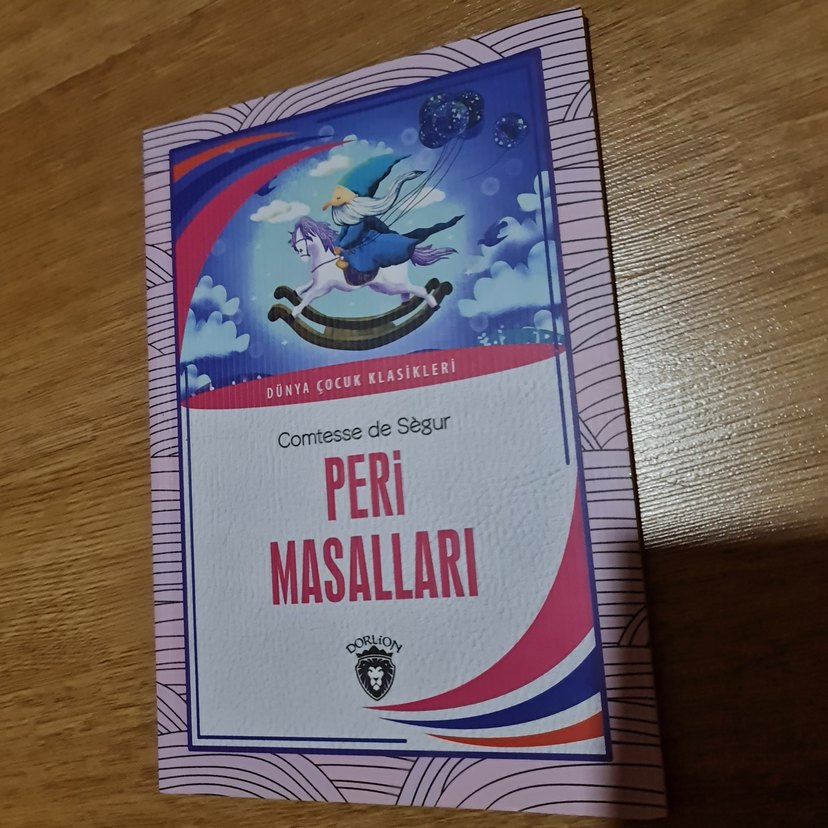 DÜNYA ÇOCUK KLASİKLERİ
Comtesse de Sègur
PERİ
MASALLARI
DORLİON